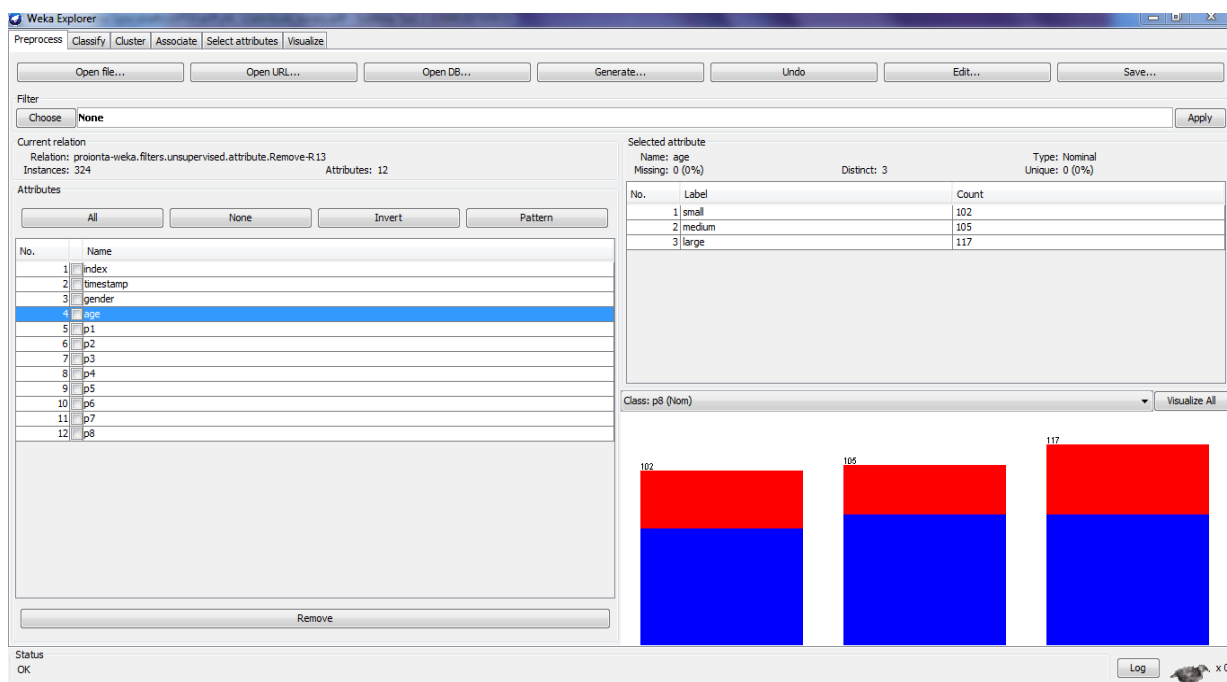 Weka Explorer
Preprocess Classify Cluster Associate Select attributes Visualize
Open file... Open URL... Open DB... Generate... Undo Edit... Save...
Filter
Choose None Apply
Current relation
Relation: proionta-weka.filters.unsupervised.attribute.Remove-R13
Instances: 324 Attributes: 12
Attributes
All None Invert Pattern
No. Name
1 index
2 timestamp
3 gender
4 age
5 p1
6 p2
7 p3
8 p4
9 p5
10 p6
11 p7
12 p8
Remove
Selected attribute
Name: age Type: Nominal
Missing: 0 (0%) Distinct: 3 Unique: 0 (0%)
No. Label Count
1 small 102
2 medium 105
3 large 117
Class: p8 (Nom) Visualize All
102 105 117
Status
OK
Log x 0